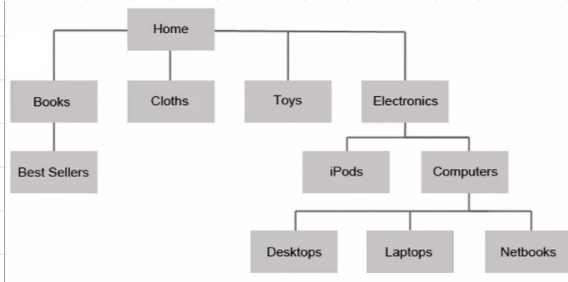 Home
Books
Cloths
Toys
Electronics
Best Sellers
iPods
Computers
Desktops
Laptops
Netbooks